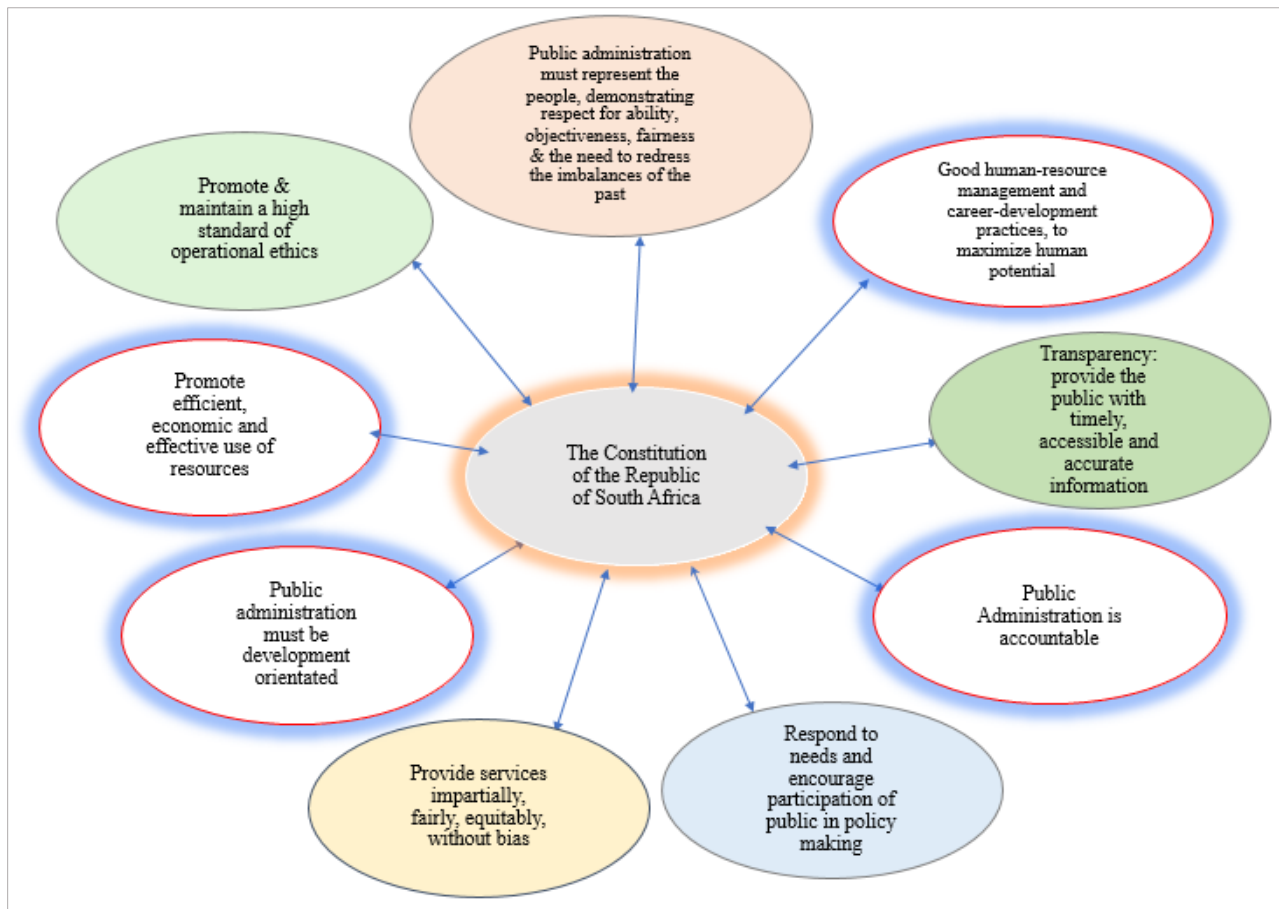 Public administration
must represent the
people, demonstrating
respect for ability,
objectiveness, fairness
& the need to redress
the imbalances of the
past
Good human-resource
management and
career-development
practices, to
maximize human
potential
Promote &
maintain a high
standard of
operational ethics
Transparency:
provide the
public with
timely,
accessible and
accurate
information
Promote
efficient,
economic and
effective use of
resources
The Constitution
of the Republic
of South Africa
Public
administration
must be
development
orientated
Public
Administration is
accountable
Provide services
impartially,
fairly, equitably,
without bias
Respond to
needs and
encourage
participation of
public in policy
making